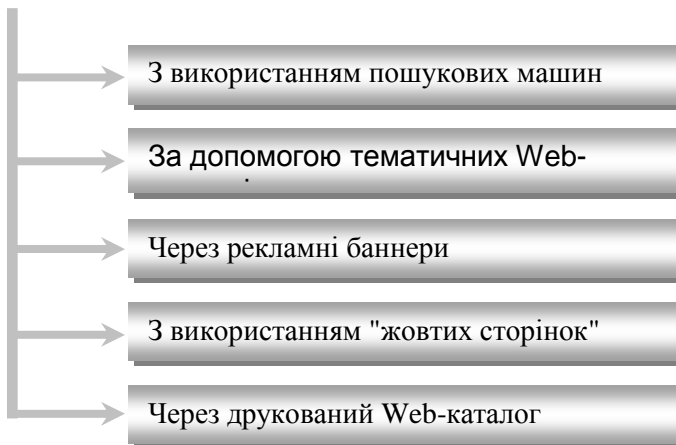 З використанням пошукових машин
За допомогою тематичних Web-
Через рекламні баннери
З використанням "жовтих сторінок"
Через друкований Web-каталог